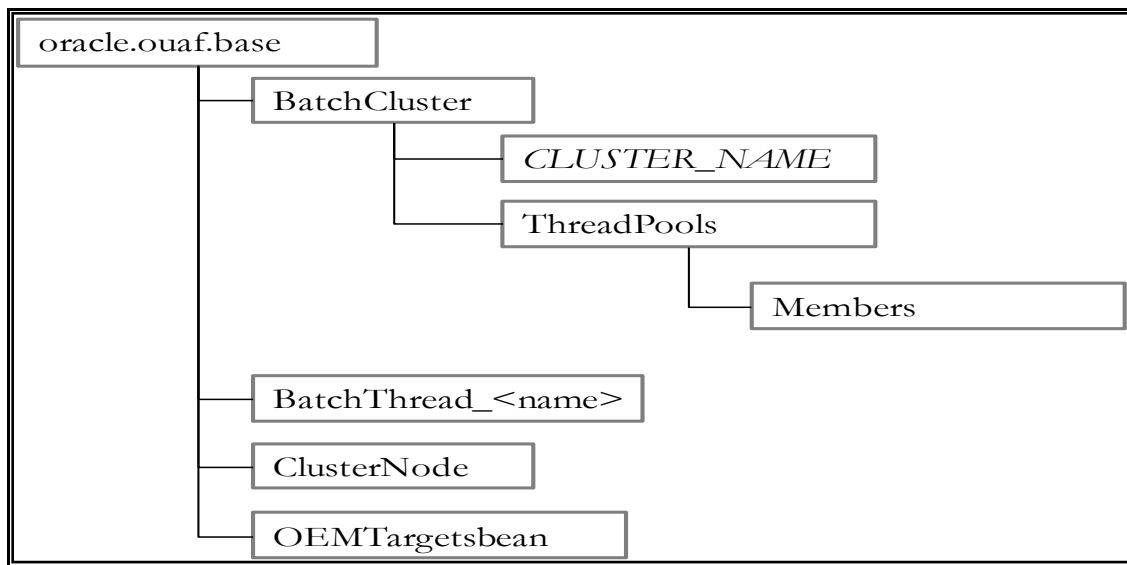 oracle.ouaf.base
BatchCluster
CLUSTER_NAME
ThreadPools
Members
BatchThread_<name>
ClusterNode
OEMTargetsbean